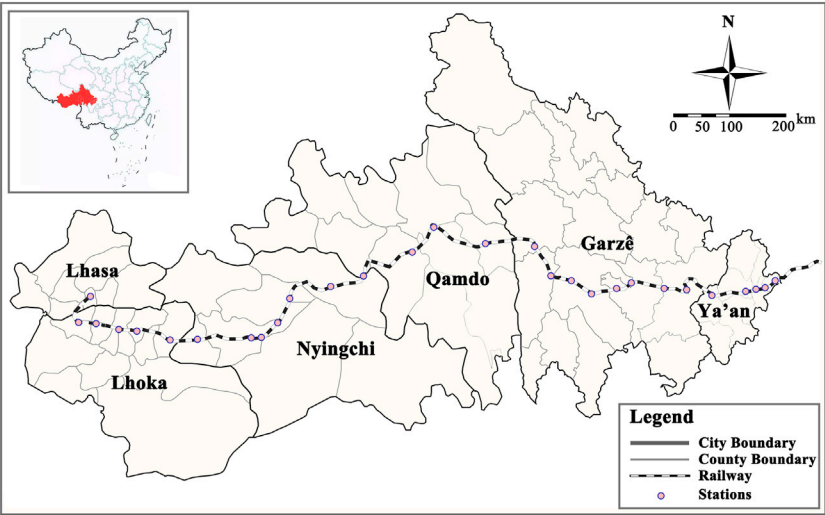 N
0 50 100 200 km
Garzê
Lhasa
Qamdo
Ya’an
Nyingchi
Lhoka
Legend
City Boundary
County Boundary
Railway
Stations